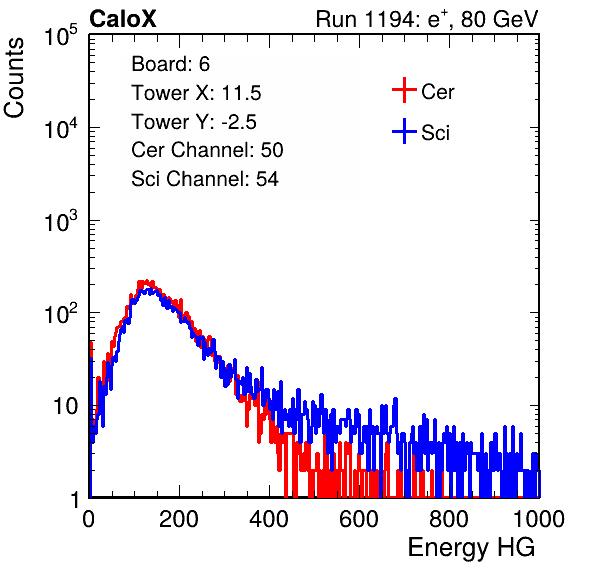 CaloX Run 1194: e⁺, 80 GeV
Counts
Board: 6
Tower X: 11.5
Tower Y: -2.5
Cer Channel: 50
Sci Channel: 54
Cer
Sci
10⁵
10⁴
10³
10²
10
1
0 200 400 600 800 1000
Energy HG